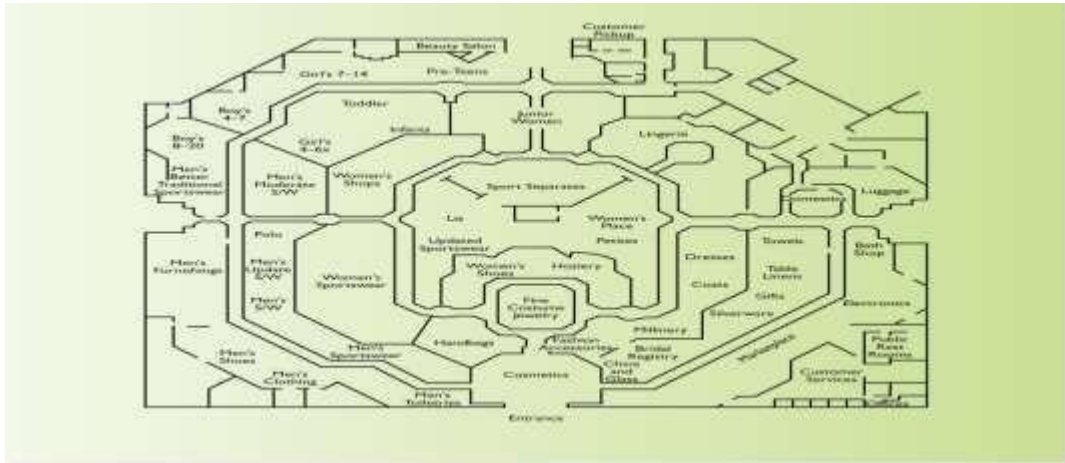 Customer
Pickup
Beauty Salon
Girl's 7-14
Pre-Teens
Boy's
4-7
Toddler
Junior
Women
Infants
Boy's
8-20
Girl's
4-6x
Lingerie
Men's
Better
Traditional
Sportswear
Men's
Moderate
S/W
Women's
Shops
Sport Separates
Luggage
Women's
Place
Petites
Polo
Updated
Sportswear
Towels
Men's
Furnishings
Men's
Update
S/W
Women's
Sportswear
Women's
Shoes
Hosiery
Dresses
Table
Linens
Bath
Shop
Coats
Gifts
Men's
S/W
Fine
Costume
Jewelry
Silverware
Electronics
Millinery
Men's
Sportswear
Handbags
Fashion
Accessories
Bridal
Registry
Marketplace
Public
Rest
Rooms
Men's
Shoes
Men's
Clothing
Cosmetics
China
and
Glass
Customer
Services
Men's
Toiletries
Entrance